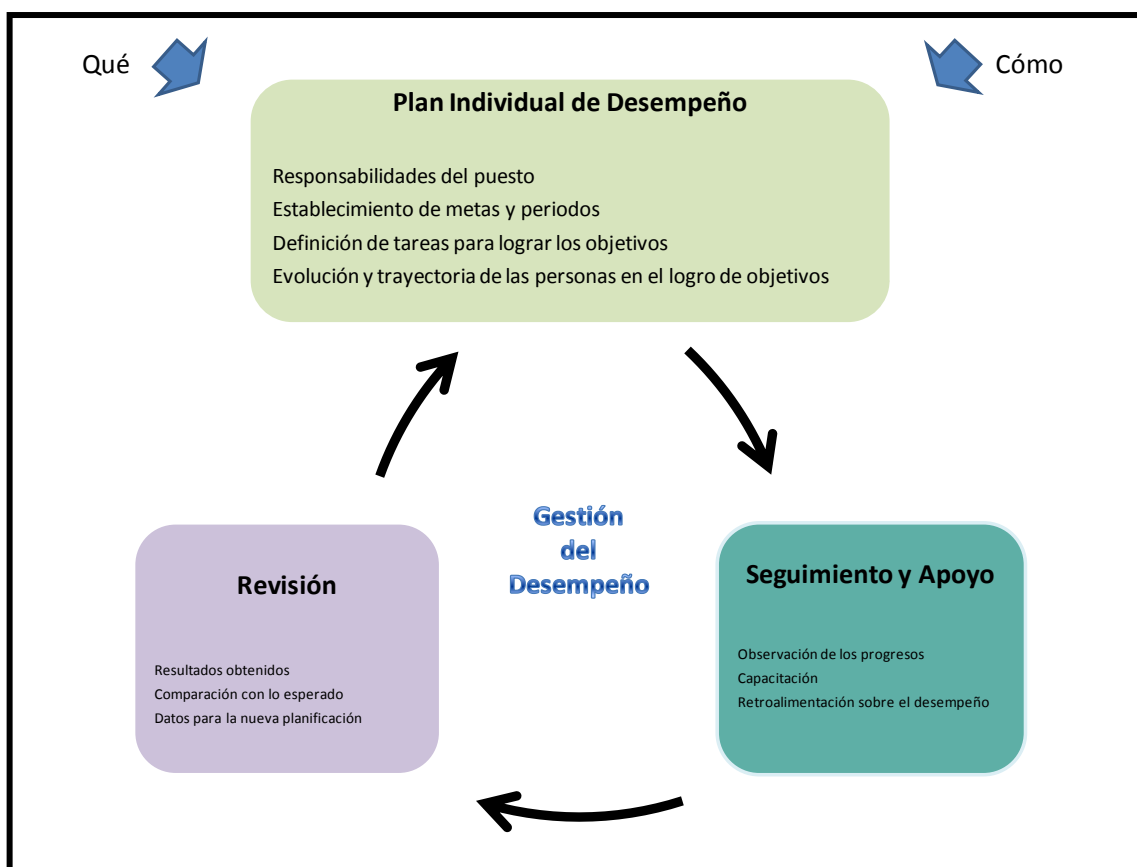 Qué
Cómo
Plan Individual de Desempeño
Responsabilidades del puesto
Establecimiento de metas y periodos
Definición de tareas para lograr los objetivos
Evolución y trayectoria de las personas en el logro de objetivos
Gestión
del
Desempeño
Revisión
Resultados obtenidos
Comparación con lo esperado
Datos para la nueva planificación
Seguimiento y Apoyo
Observación de los progresos
Capacitación
Retroalimentación sobre el desempeño